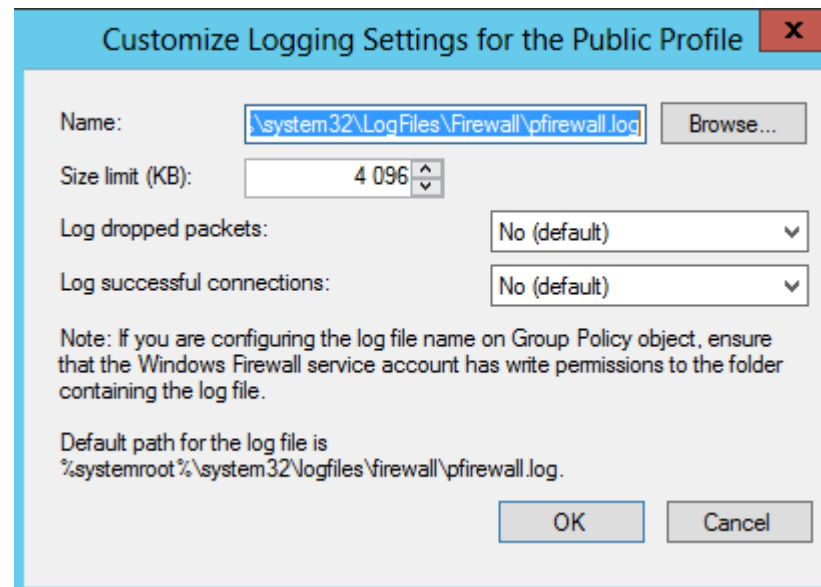 Customize Logging Settings for the Public Profile
Name: \system32\LogFiles\Firewall\pfirewall.log Browse...
Size limit (KB): 4 096
Log dropped packets: No (default)
Log successful connections: No (default)
Note: If you are configuring the log file name on Group Policy object, ensure
that the Windows Firewall service account has write permissions to the folder
containing the log file.
Default path for the log file is
%systemroot%\system32\logfiles\firewall\pfirewall.log.
OK Cancel